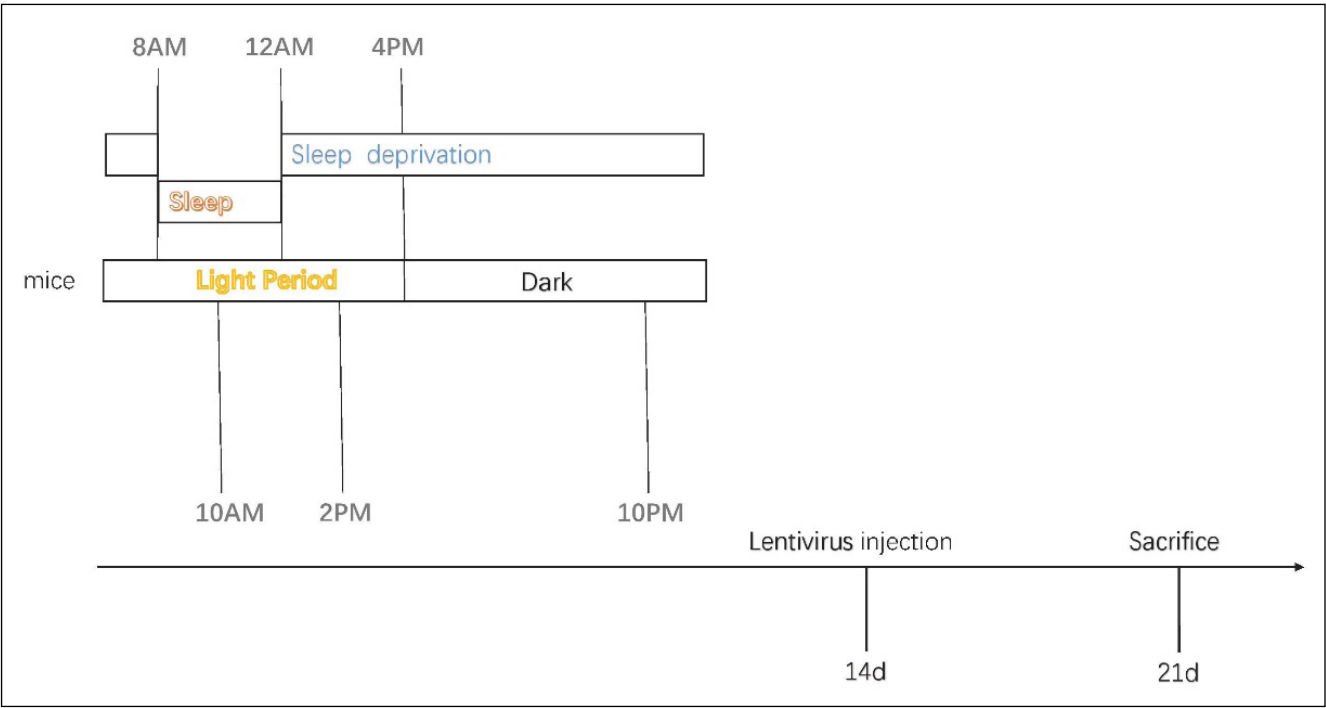 8AM 12AM 4PM
Sleep deprivation
Sleep
mice Light Period Dark
10AM 2PM 10PM
Lentivirus injection Sacrifice
14d 21d